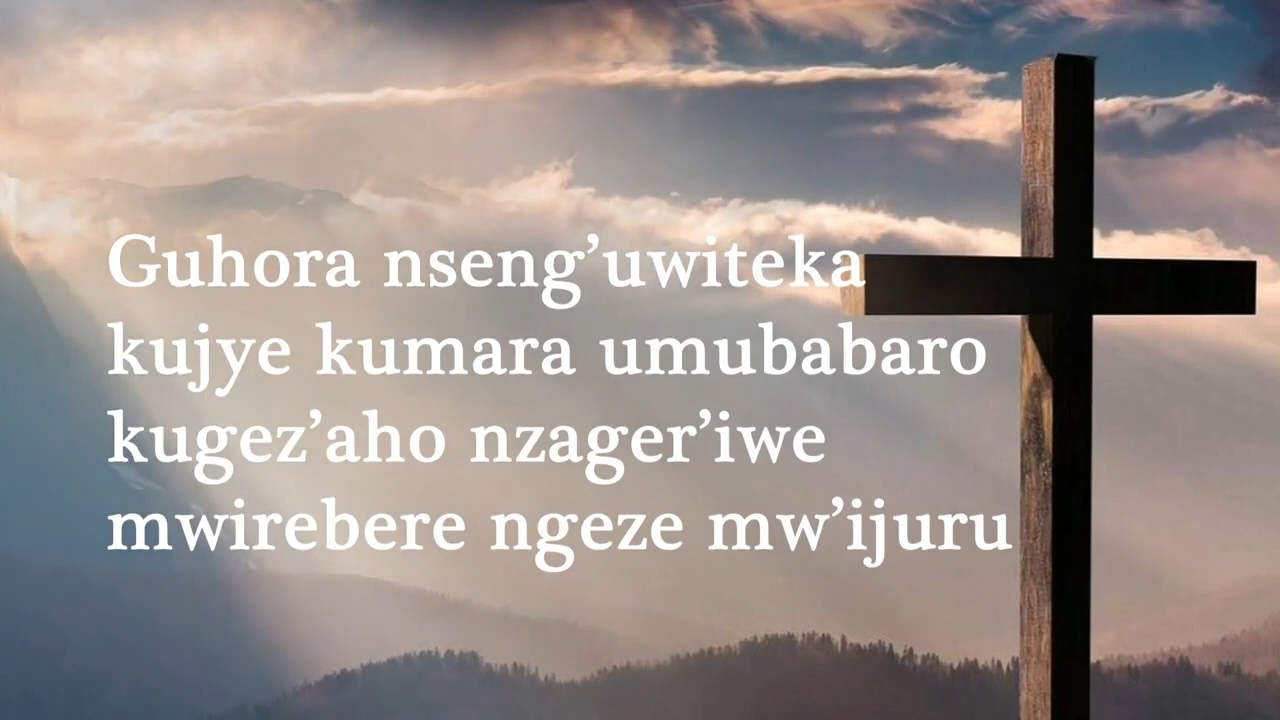 Guhora nseng’uwiteka
kujye kumara umubabaro
kugez’aho nzager’iwe
mwirebere ngeze mw’ijuru